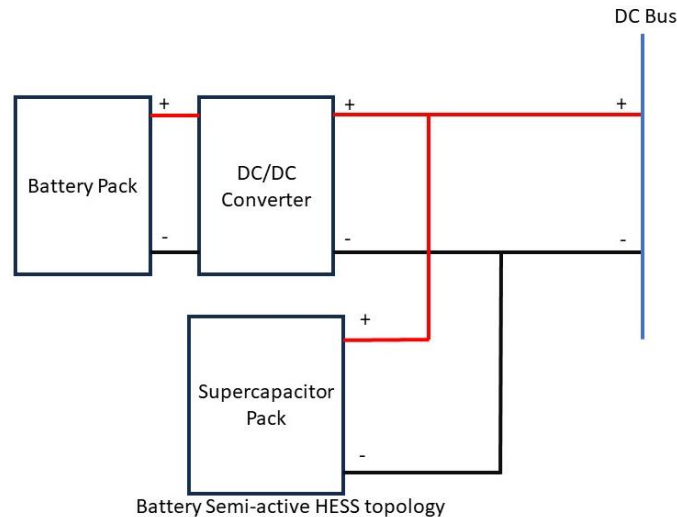 DC Bus
+
+
+
Battery Pack
DC/DC
Converter
-
-
-
+
Supercapacitor
Pack
-
Battery Semi-active HESS topology